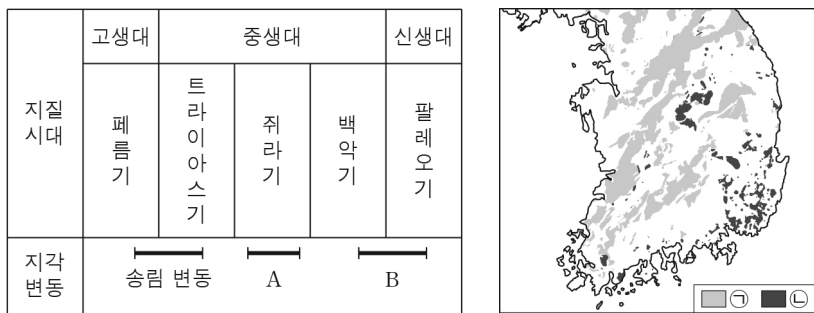 고생대 중생대 신생대
지질
시대
페름기
트라이아스기
쥐라기
백악기
팔레오기
지각
변동
송림 변동 A B
㉠ ㉡